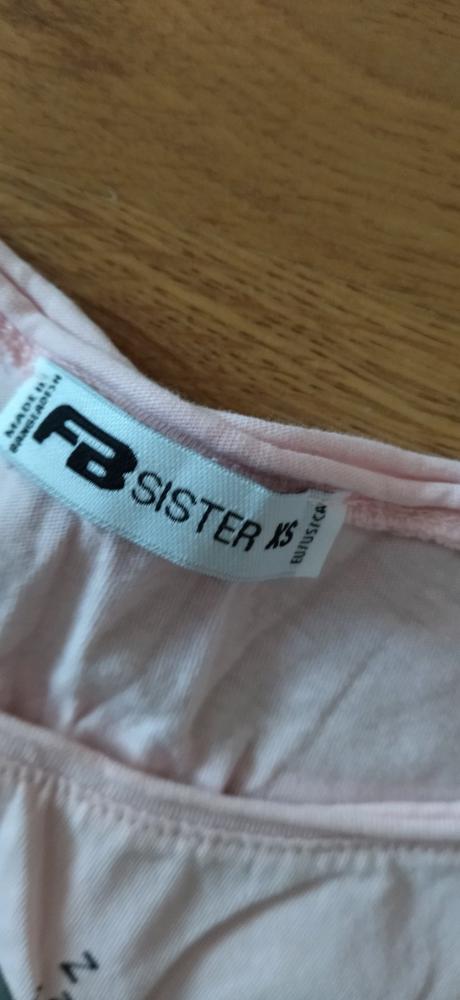 MADE IN
BANGLADESH
FB SISTER XS
EU/US/CA